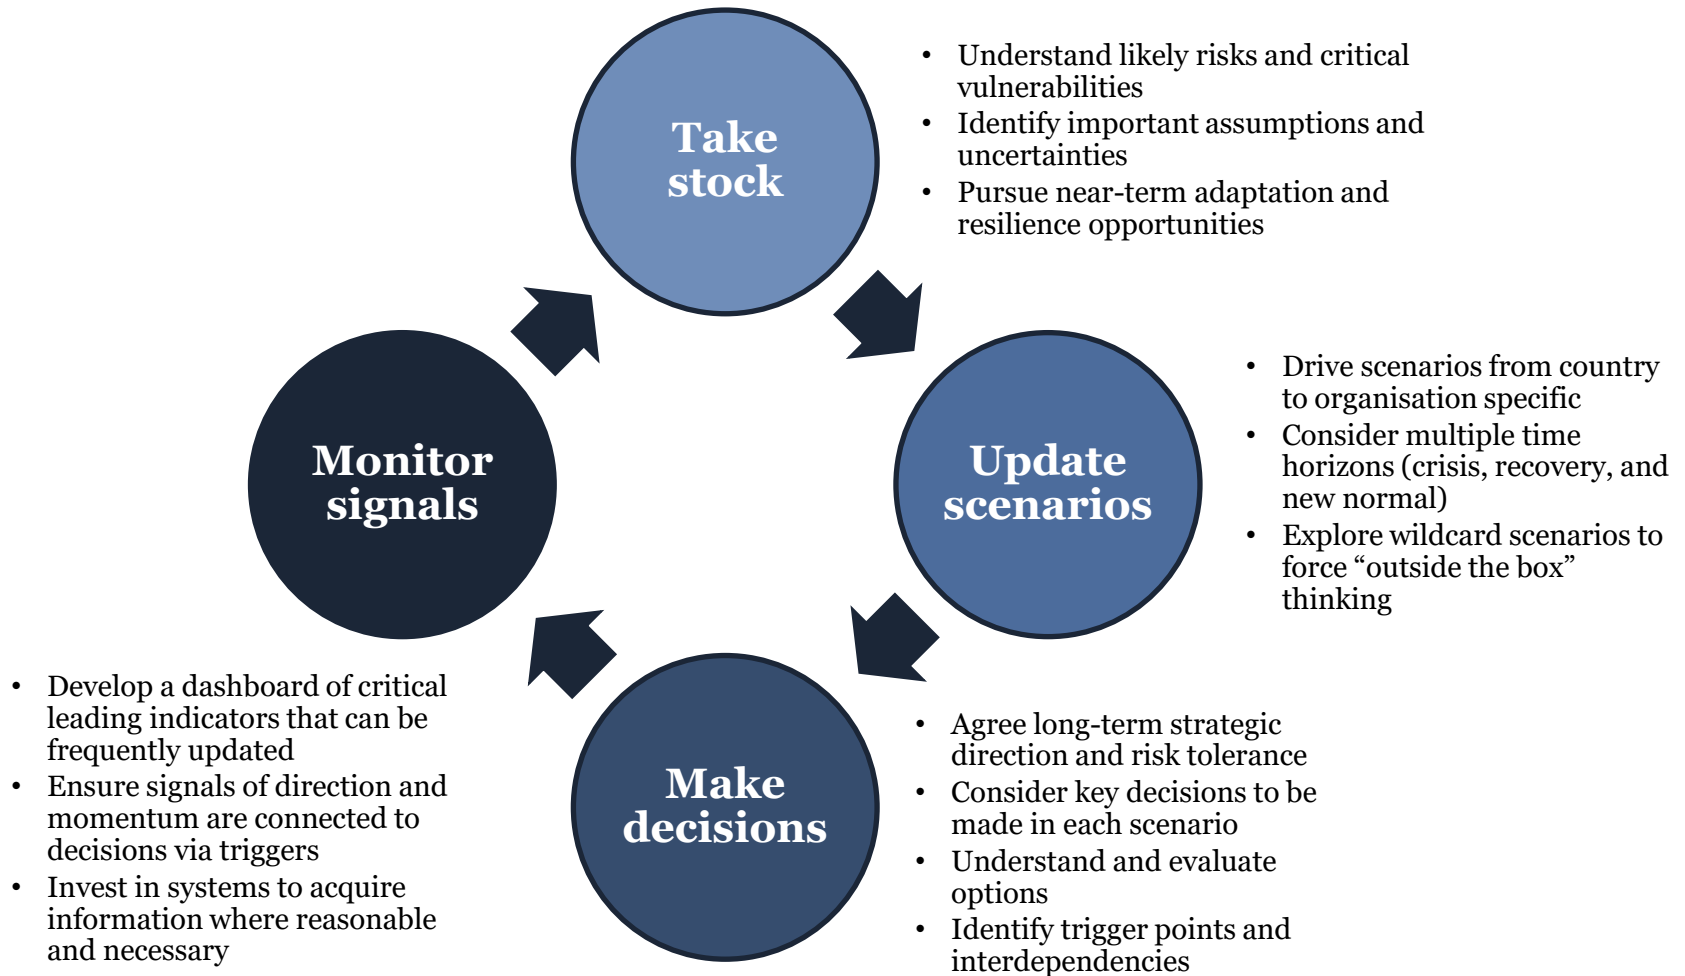 Take
stock
• Understand likely risks and critical
vulnerabilities
• Identify important assumptions and
uncertainties
• Pursue near-term adaptation and
resilience opportunities
Update
scenarios
• Drive scenarios from country
to organisation specific
• Consider multiple time
horizons (crisis, recovery, and
new normal)
• Explore wildcard scenarios to
force “outside the box”
thinking
Make
decisions
• Agree long-term strategic
direction and risk tolerance
• Consider key decisions to be
made in each scenario
• Understand and evaluate
options
• Identify trigger points and
interdependencies
Monitor
signals
• Develop a dashboard of critical
leading indicators that can be
frequently updated
• Ensure signals of direction and
momentum are connected to
decisions via triggers
• Invest in systems to acquire
information where reasonable
and necessary